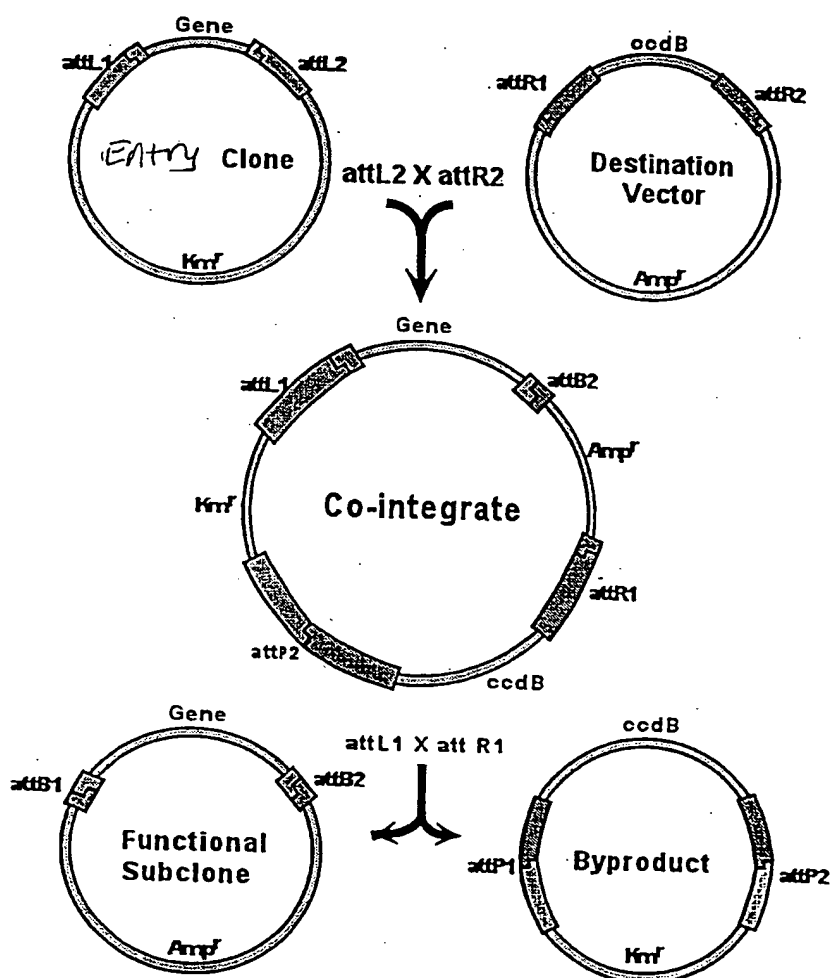 Gene
attL1
attL2
Entry Clone
Kmʳ
ccdB
attR1
attR2
Destination
Vector
Ampʳ
attL2 X attR2
Gene
attL1
attB2
Ampʳ
Kmʳ
Co-integrate
attR1
attP2
ccdB
attL1 X att R1
Gene
attB1
attB2
Functional
Subclone
Ampʳ
ccdB
attP1
attP2
Byproduct
Kmʳ